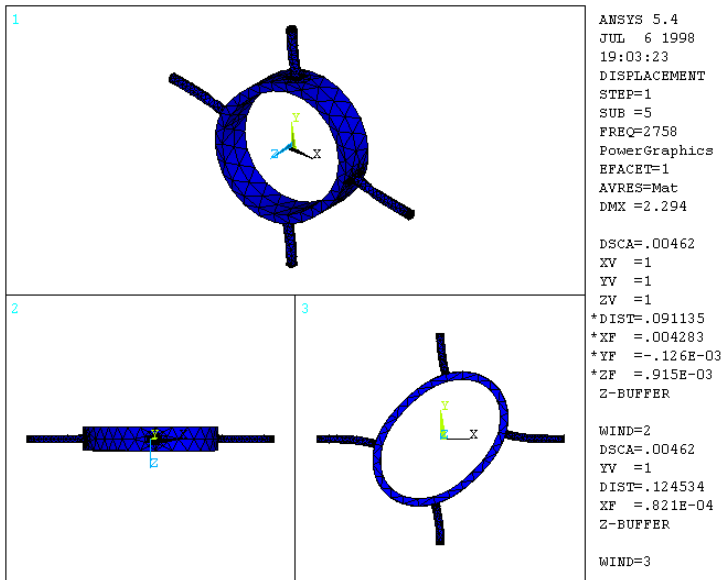 1
Y
Z
X
2
Y
Z
3
Y
Z
X
ANSYS 5.4
JUL  6 1998
19:03:23
DISPLACEMENT
STEP=1
SUB =5
FREQ=2758
PowerGraphics
EFACET=1
AVRES=Mat
DMX =2.294
DSCA=.00462
XV  =1
YV  =1
ZV  =1
*DIST=.091135
*XF  =.004283
*YF  =-.126E-03
*ZF  =.915E-03
Z-BUFFER
WIND=2
DSCA=.00462
YV  =1
DIST=.124534
XF  =.821E-04
Z-BUFFER
WIND=3